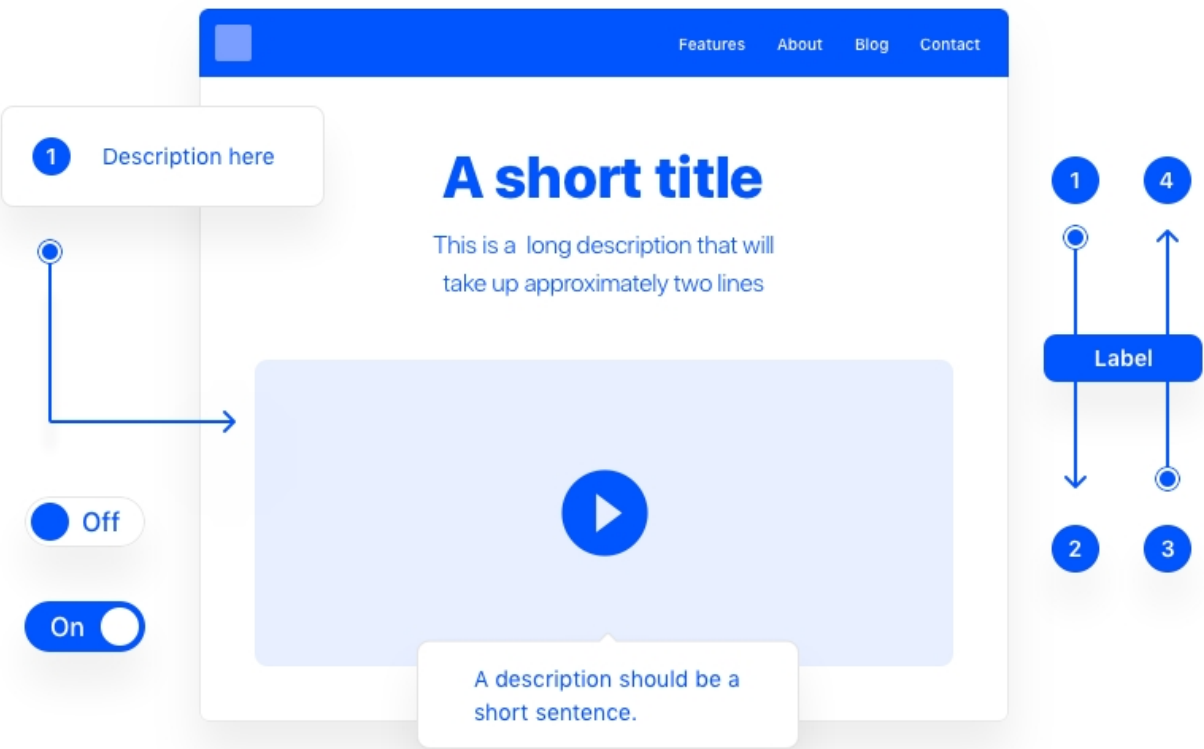 Features About Blog Contact
1 Description here
A short title
This is a long description that will
take up approximately two lines
1 4
Label
Off
2 3
On
A description should be a
short sentence.